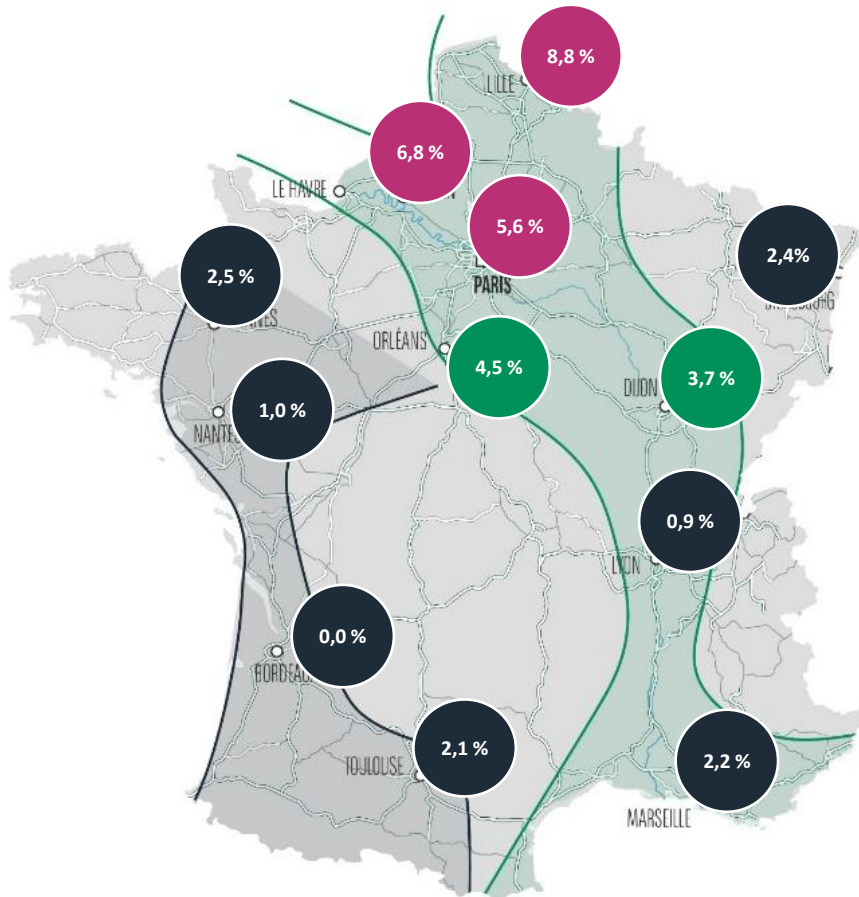 8,8 %
LILLE
6,8 %
LE HAVRE
5,6 %
PARIS
2,5 %
2,4%
ORLÉANS
4,5 %
3,7 %
DIJON
1,0 %
NANTES
0,9 %
LYON
0,0 %
2,1 %
TOULOUSE
2,2 %
MARSEILLE